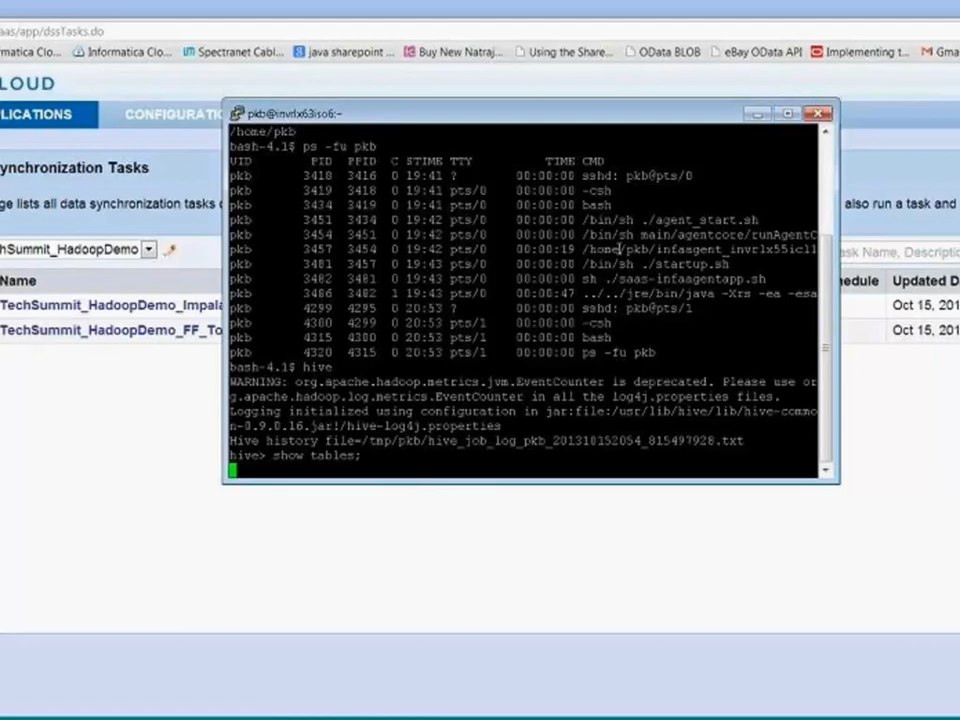 aas/app/dssTasks.do
rmatica Clo... Informatica Clo... Spectranet Cabl... java sharepoint ... Buy New Natraj... Using the Share... OData BLOB eBay OData API Implementing t... Gma
LOUD
PLICATIONS CONFIGURATI
ynchronization Tasks
ge lists all data synchronization tasks also run a task and
hSummit_HadoopDemo are here Name, Description
Name hedule Updated D
TechSummit_HadoopDemo_Impala Oct 15, 201
TechSummit_HadoopDemo_FF_To Oct 15, 201
pkb@invrlx63iso6:~
/home/pkb
bash-4.1$ ps -fu pkb
UID PID PPID C STIME TTY TIME CMD
pkb 3418 3416 0 19:41 ? 00:00:00 sshd: pkb@pts/0
pkb 3419 3418 0 19:41 pts/0 00:00:00 -csh
pkb 3434 3419 0 19:41 pts/0 00:00:00 bash
pkb 3451 3434 0 19:42 pts/0 00:00:00 /bin/sh ./agent_start.sh
pkb 3454 3451 0 19:42 pts/0 00:00:00 /bin/sh main/agentcore/runAgentC
pkb 3457 3454 0 19:42 pts/0 00:00:19 /home/pkb/infaagent_invrlx55icll
pkb 3481 3457 0 19:43 pts/0 00:00:00 /bin/sh ./startup.sh
pkb 3482 3481 0 19:43 pts/0 00:00:00 sh ./saas-infaagentapp.sh
pkb 3486 3482 1 19:43 pts/0 00:00:47 ../../jre/bin/java -Xrs -ea -esa
pkb 4299 4295 0 20:53 ? 00:00:00 sshd: pkb@pts/1
pkb 4300 4299 0 20:53 pts/1 00:00:00 -csh
pkb 4315 4300 0 20:53 pts/1 00:00:00 bash
pkb 4320 4315 0 20:53 pts/1 00:00:00 ps -fu pkb
bash-4.1$ hive
WARNING: org.apache.hadoop.metrics.jvm.EventCounter is deprecated. Please use or
g.apache.hadoop.log.metrics.EventCounter in all the log4j.properties files.
Logging initialized using configuration in jar:file:/usr/lib/hive/lib/hive-commo
n-0.9.0.16.jar!/hive-log4j.properties
Hive history file=/tmp/pkb/hive_job_log_pkb_201310152054_815497928.txt
hive> show tables;